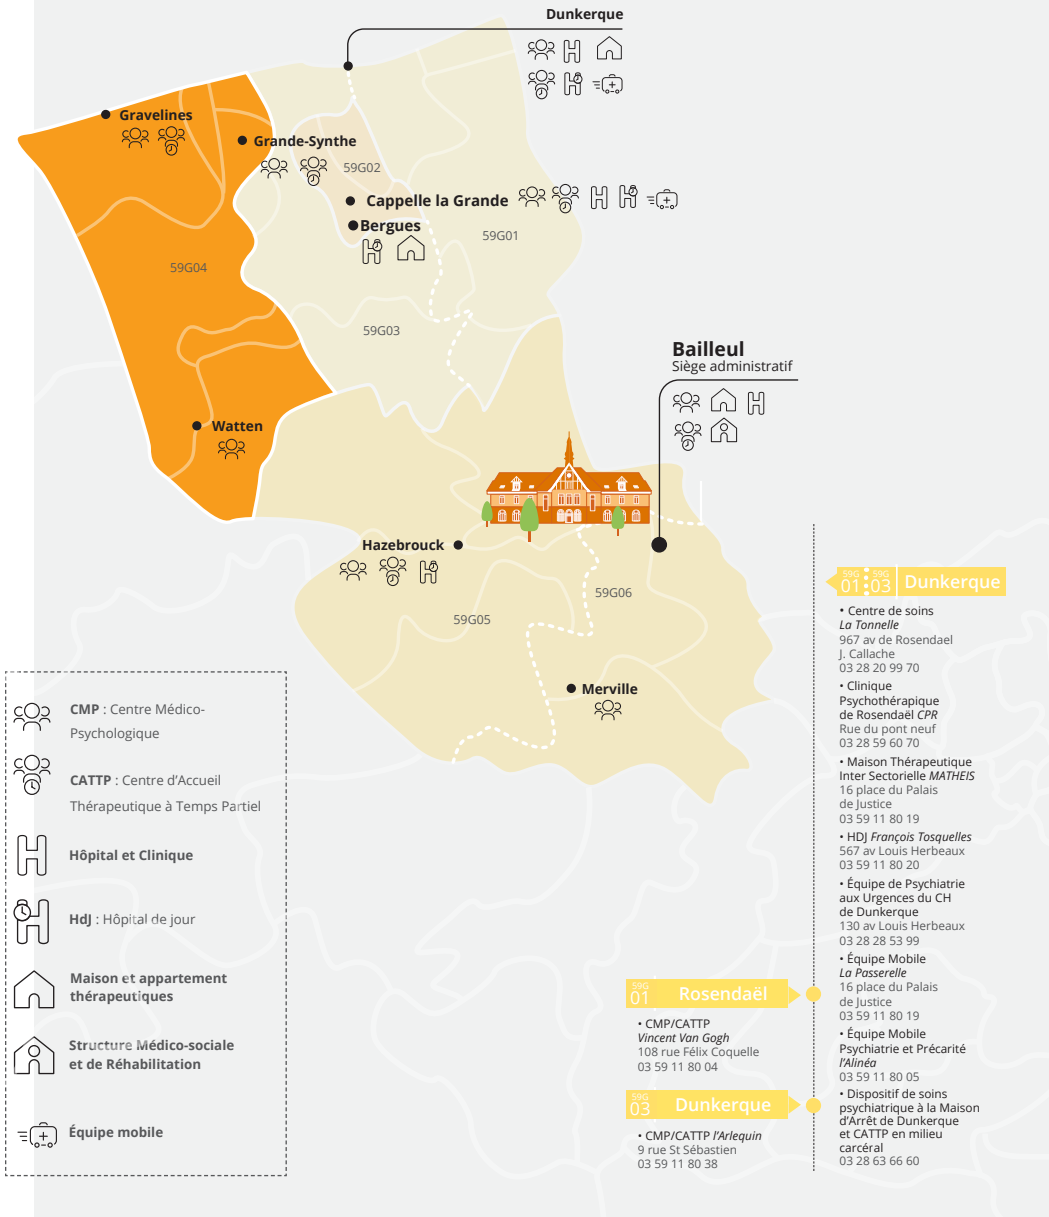 Dunkerque
Gravelines
Grande-Synthe
59G02
Cappelle la Grande
Bergues
59G01
59G04
59G03
Bailleul
Siège administratif
Watten
Hazebrouck
59G06
59G05
Merville
CMP : Centre Médico-
Psychologique
CATTP : Centre d'Accueil
Thérapeutique à Temps Partiel
Hôpital et Clinique
HdJ : Hôpital de jour
Maison et appartement
thérapeutiques
Structure Médico-sociale
et de Réhabilitation
Équipe mobile
59G
01
Rosendaël
• CMP/CATTP
Vincent Van Gogh
108 rue Félix Coquelle
03 59 11 80 04
59G
03
Dunkerque
• CMP/CATTP l'Arlequin
9 rue St Sébastien
03 59 11 80 38
59G 59G
01 03 Dunkerque
• Centre de soins
La Tonnelle
967 av de Rosendael
J. Callache
03 28 20 99 70
• Clinique
Psychothérapique
de Rosendaël CPR
Rue du pont neuf
03 28 59 60 70
• Maison Thérapeutique
Inter Sectorielle MATHEIS
16 place du Palais
de Justice
03 59 11 80 19
• HDJ François Tosquelles
567 av Louis Herbeaux
03 59 11 80 20
• Équipe de Psychiatrie
aux Urgences du CH
de Dunkerque
130 av Louis Herbeaux
03 28 28 53 99
• Équipe Mobile
La Passerelle
16 place du Palais
de Justice
03 59 11 80 19
• Équipe Mobile
Psychiatrie et Précarité
l'Alinéa
03 59 11 80 05
• Dispositif de soins
psychiatrique à la Maison
d'Arrêt de Dunkerque
et CATTP en milieu
carcéral
03 28 63 66 60